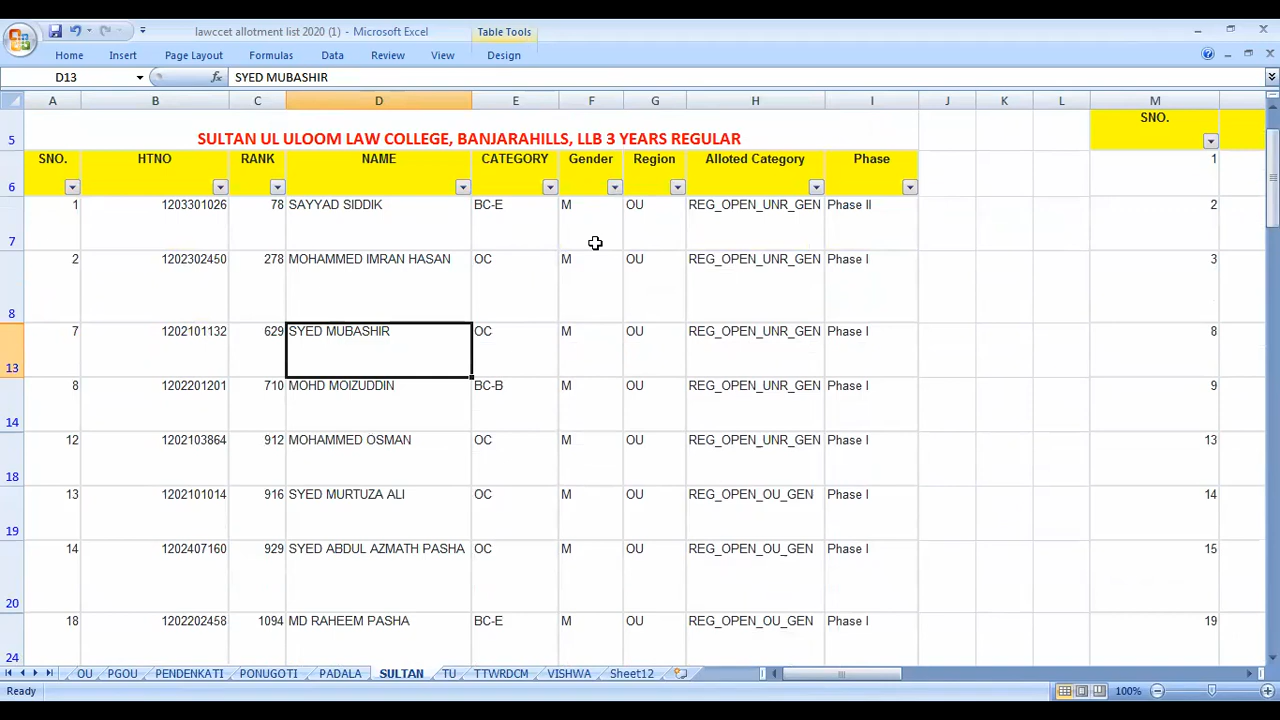 lawccet allotment list 2020 (1) - Microsoft Excel
Table Tools
Home Insert Page Layout Formulas Data Review View Design
D13 fx SYED MUBASHIR
A B C D E F G H I J K L M
5 SULTAN UL ULOOM LAW COLLEGE, BANJARAHILLS, LLB 3 YEARS REGULAR SNO.
6 SNO. HTNO RANK NAME CATEGORY Gender Region Alloted Category Phase 1
7 1 1203301026 78 SAYYAD SIDDIK BC-E M OU REG_OPEN_UNR_GEN Phase II 2
8 2 1202302450 278 MOHAMMED IMRAN HASAN OC M OU REG_OPEN_UNR_GEN Phase I 3
13 7 1202101132 629 SYED MUBASHIR OC M OU REG_OPEN_UNR_GEN Phase I 8
14 8 1202201201 710 MOHD MOIZUDDIN BC-B M OU REG_OPEN_UNR_GEN Phase I 9
18 12 1202103864 912 MOHAMMED OSMAN OC M OU REG_OPEN_UNR_GEN Phase I 13
19 13 1202101014 916 SYED MURTUZA ALI OC M OU REG_OPEN_OU_GEN Phase I 14
20 14 1202407160 929 SYED ABDUL AZMATH PASHA OC M OU REG_OPEN_OU_GEN Phase I 15
24 18 1202202458 1094 MD RAHEEM PASHA BC-E M OU REG_OPEN_OU_GEN Phase I 19
OU PGOU PENDENKATI PONUGOTI PADALA SULTAN TU TTWRDCM VISHWA Sheet12
Ready 100%